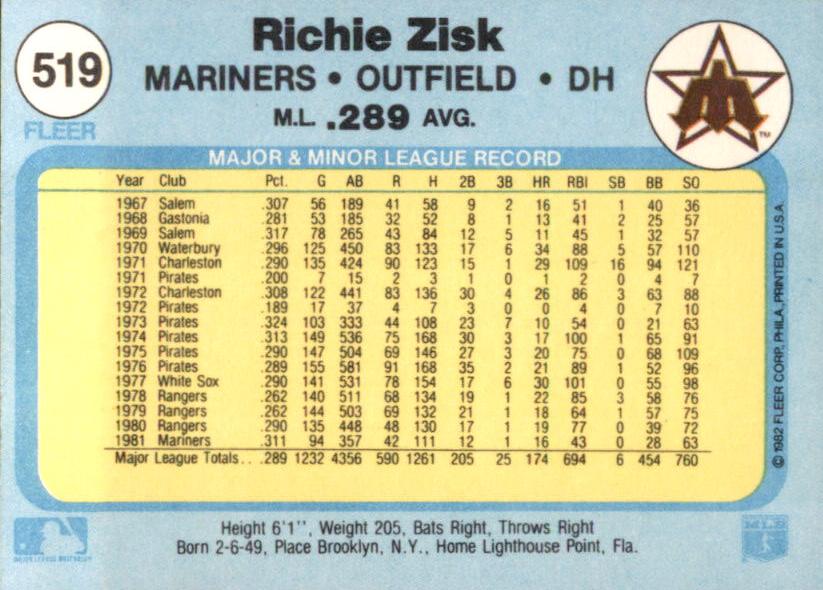 519
FLEER
Richie Zisk
MARINERS • OUTFIELD • DH
M.L. .289 AVG.
TM
MAJOR & MINOR LEAGUE RECORD
Year Club Pct. G AB R H 2B 3B HR RBI SB BB SO
1967 Salem .307 56 189 41 58 9 2 16 51 1 40 36
1968 Gastonia .281 53 185 32 52 8 1 13 41 2 25 57
1969 Salem .317 78 265 43 84 12 5 11 45 1 32 57
1970 Waterbury .296 125 450 83 133 17 6 34 88 5 57 110
1971 Charleston .290 135 424 90 123 15 1 29 109 16 94 121
1971 Pirates .200 7 15 2 3 1 0 1 2 0 4 7
1972 Charleston .308 122 441 83 136 30 4 26 86 3 63 88
1972 Pirates .189 17 37 4 7 3 0 0 4 0 7 10
1973 Pirates .324 103 333 44 108 23 7 10 54 0 21 63
1974 Pirates .313 149 536 75 168 30 3 17 100 1 65 91
1975 Pirates .290 147 504 69 146 27 3 20 75 0 68 109
1976 Pirates .289 155 581 91 168 35 2 21 89 1 52 96
1977 White Sox .290 141 531 78 154 17 6 30 101 0 55 98
1978 Rangers .262 140 511 68 134 19 1 22 85 3 58 76
1979 Rangers .262 144 503 69 132 21 1 18 64 1 57 75
1980 Rangers .290 135 448 48 130 17 1 19 77 0 39 72
1981 Mariners .311 94 357 42 111 12 1 16 43 0 28 63
Major League Totals... .289 1232 4356 590 1261 205 25 174 694 6 454 760
© 1982 FLEER CORP., PHILA., PRINTED IN U.S.A.
Height 6'1'', Weight 205, Bats Right, Throws Right
Born 2-6-49, Place Brooklyn, N.Y., Home Lighthouse Point, Fla.
MAJOR LEAGUE BASEBALL